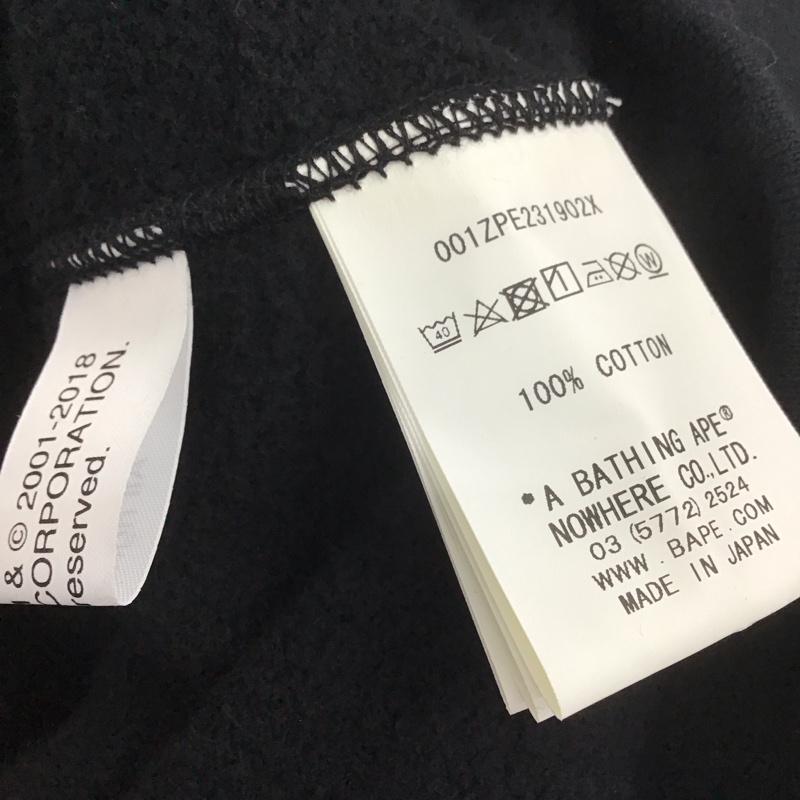 & © 2001-2018
CORPORATION.
reserved.
001ZPE231902X
40
W
100% COTTON
*A BATHING APE®
NOWHERE CO.,LTD.
03 (5772) 2524
WWW.BAPE.COM
MADE IN JAPAN